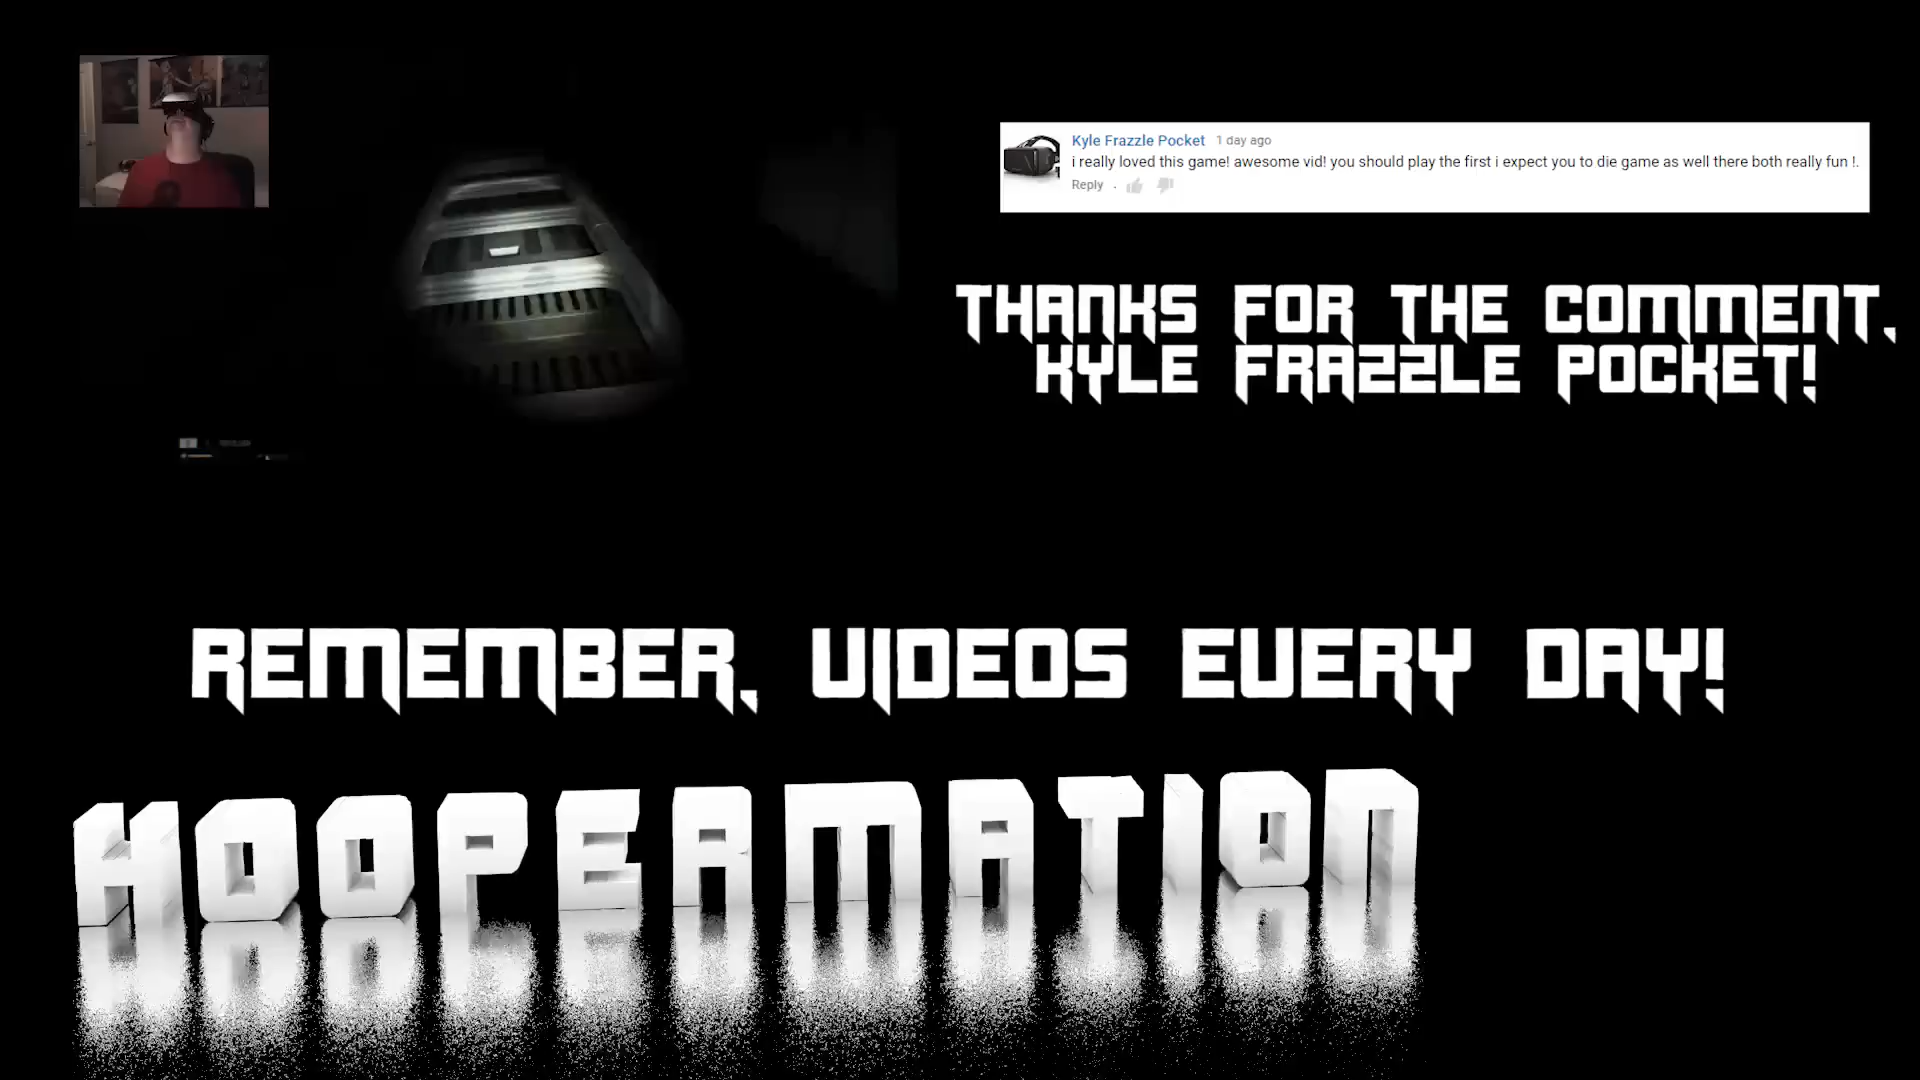 Kyle Frazzle Pocket 1 day ago
i really loved this game! awesome vid! you should play the first i expect you to die game as well there both really fun !.
Reply .
THANKS FOR THE COMMENT,
KYLE FRAZZLE POCKET!
REMEMBER, VIDEOS EVERY DAY!
HOOPERMATION